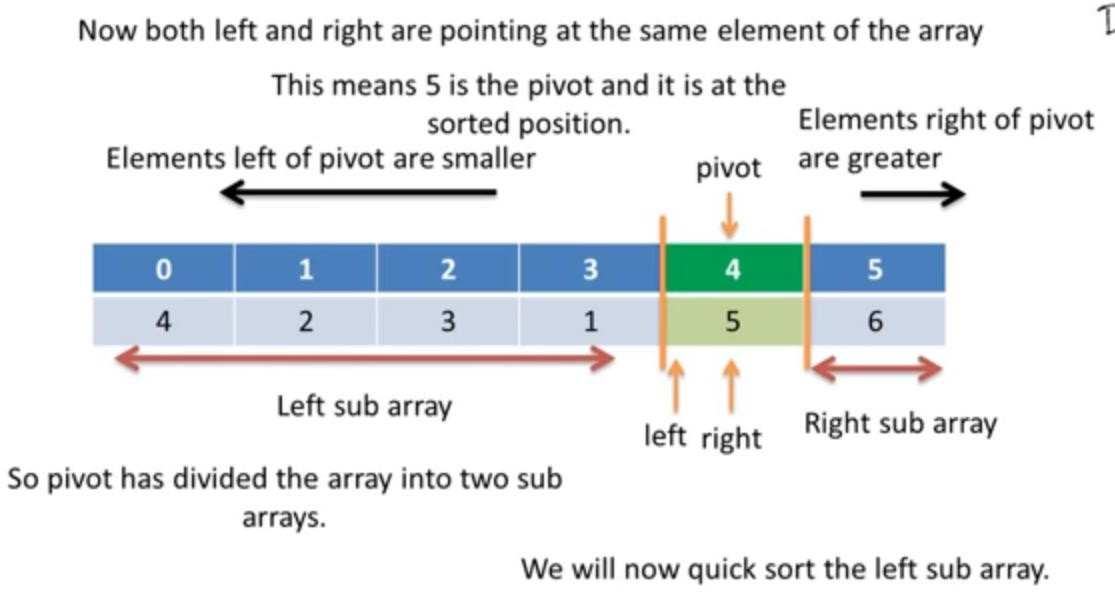 Now both left and right are pointing at the same element of the array
This means 5 is the pivot and it is at the
sorted position.
Elements right of pivot
are greater
Elements left of pivot are smaller
pivot
0 1 2 3 4 5
4 2 3 1 5 6
Left sub array
left right
Right sub array
So pivot has divided the array into two sub
arrays.
We will now quick sort the left sub array.